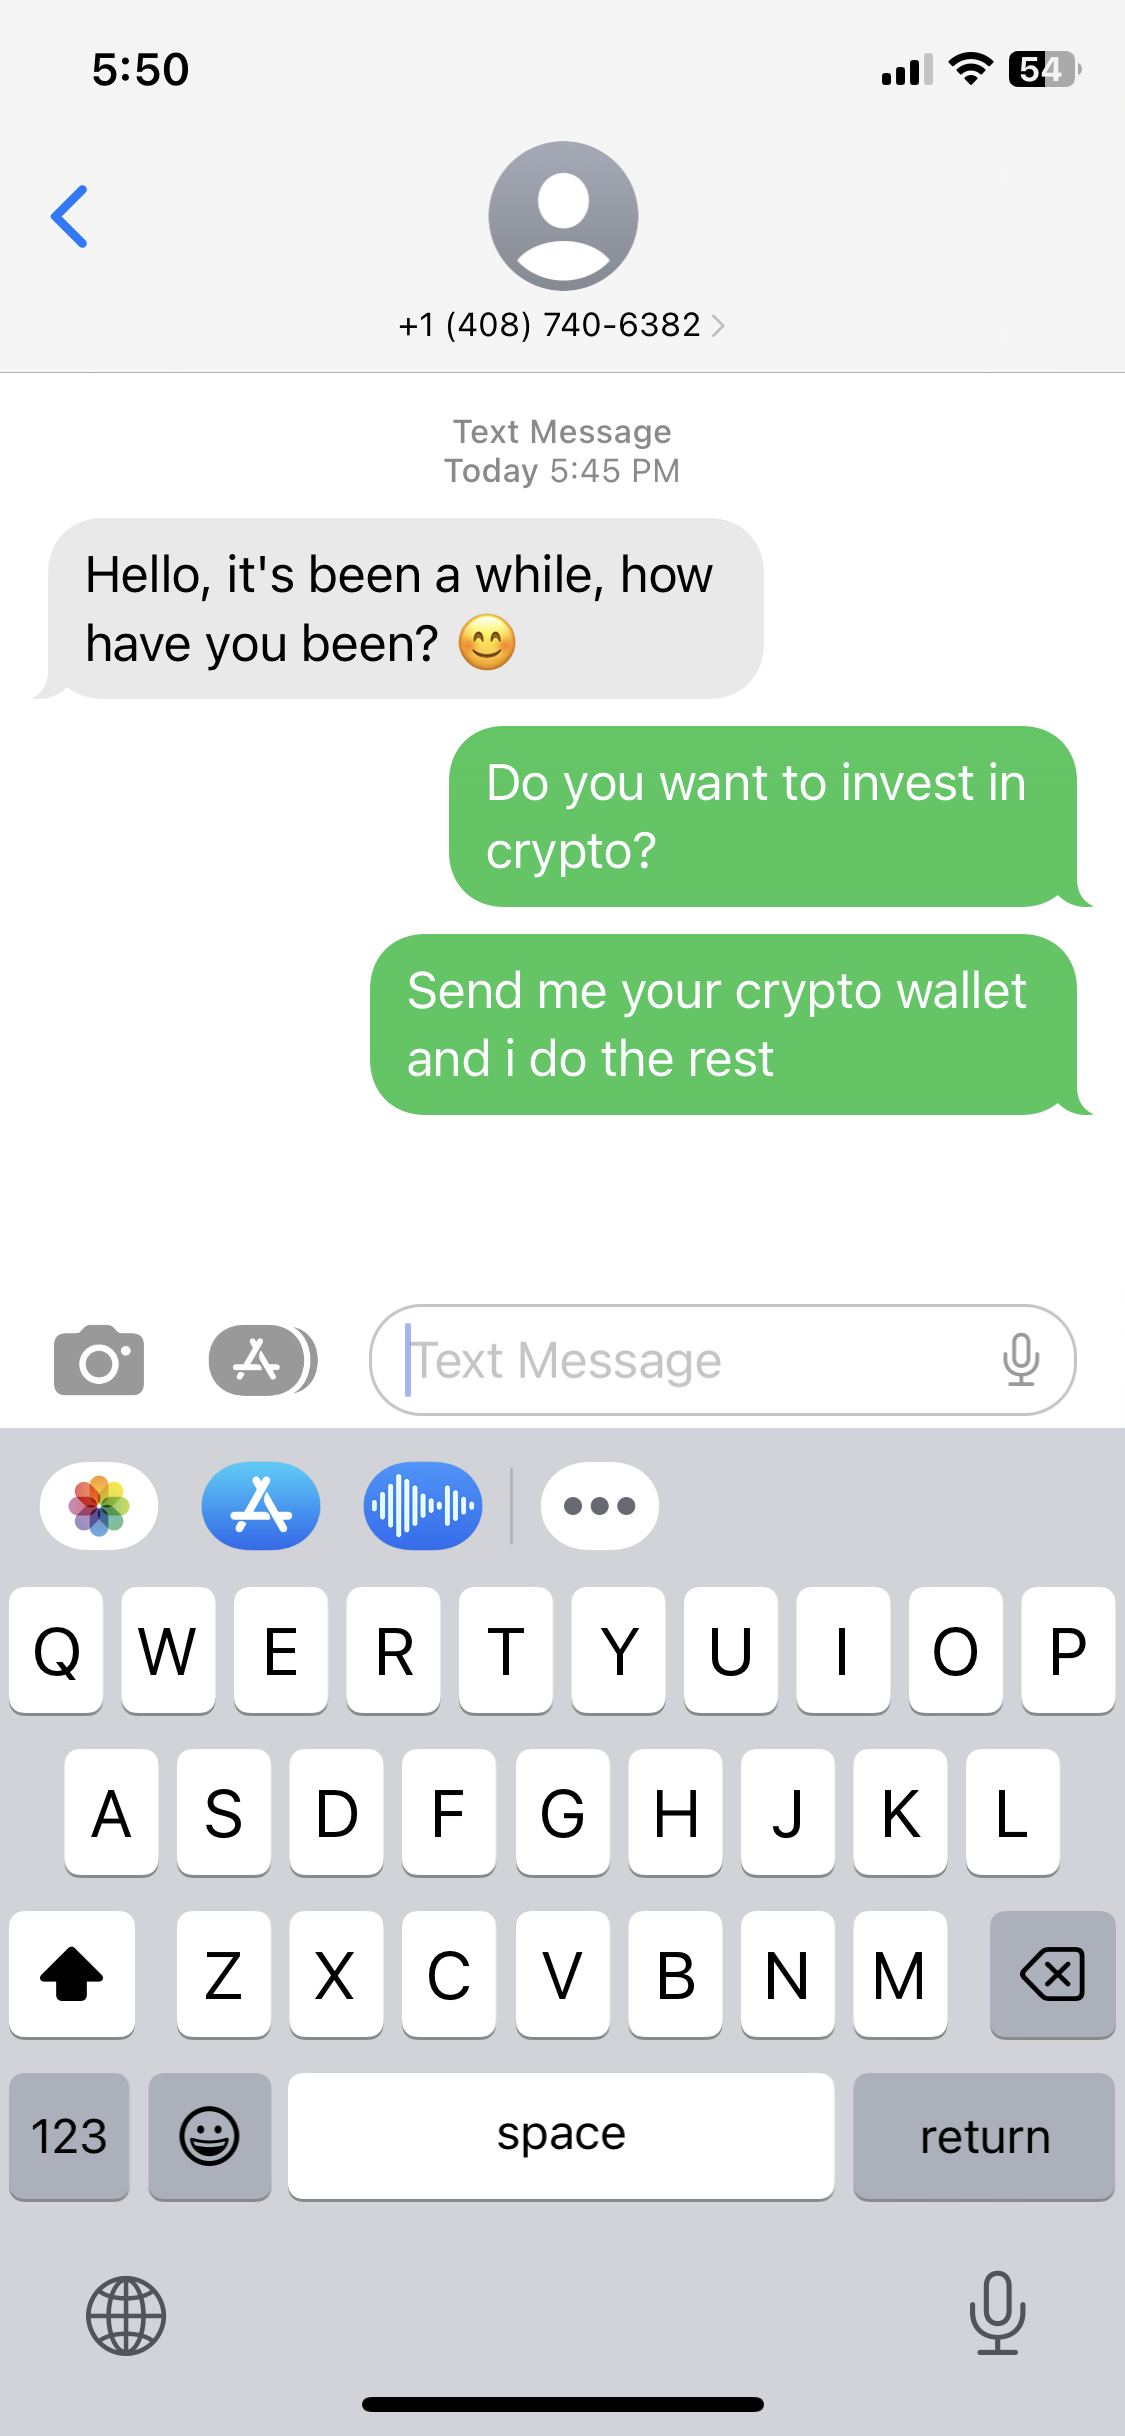 5:50
54
+1 (408) 740-6382
Text Message
Today 5:45 PM
Hello, it's been a while, how
have you been? 😊
Do you want to invest in
crypto?
Send me your crypto wallet
and i do the rest
Text Message
Q W E R T Y U I O P
A S D F G H J K L
Z X C V B N M
123 space return